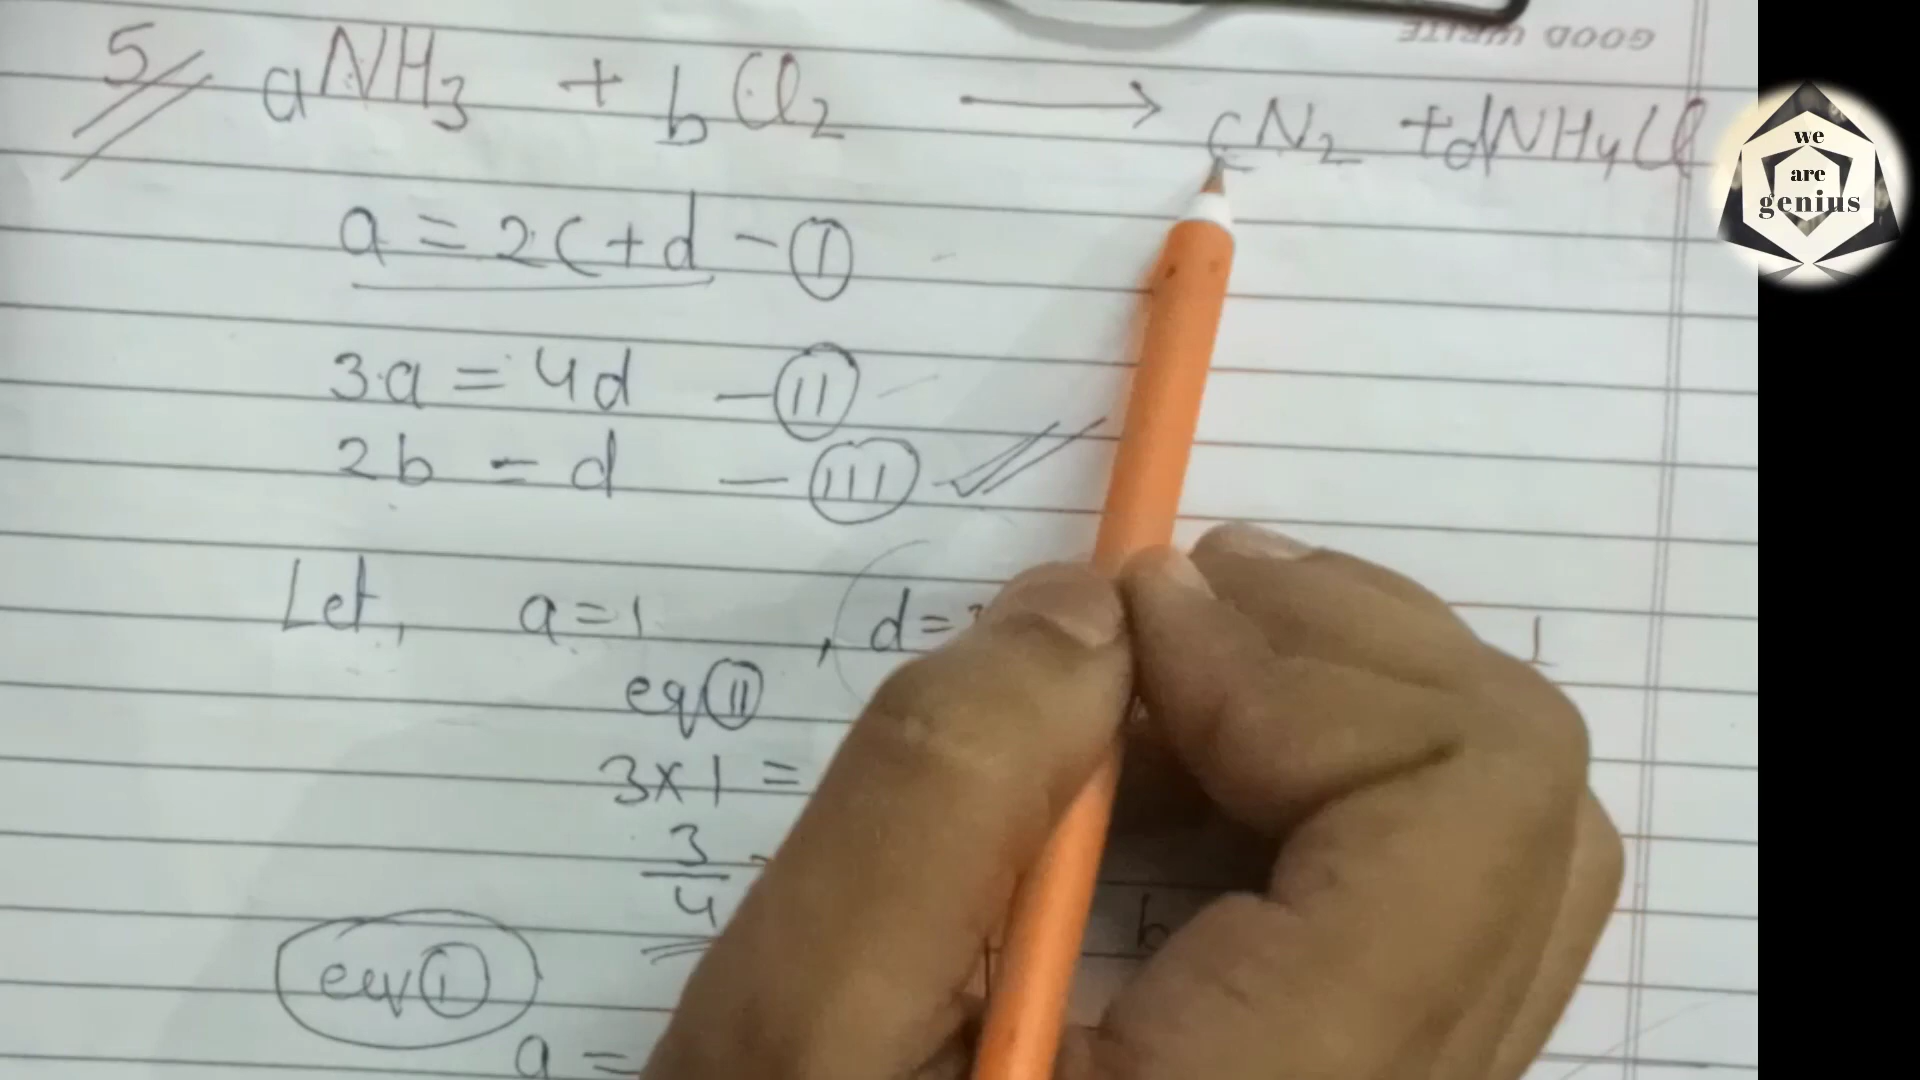 GOOD WRITE
5 aNH3 + bCl2 ⟶ cN2 + dNH4Cl
we
are
genius
a = 2c + d - I
3a = 4d - II
2b = d - III
Let, a = 1, d =
1
eq II
3 x 1 =
3
4
b
eq I
a =